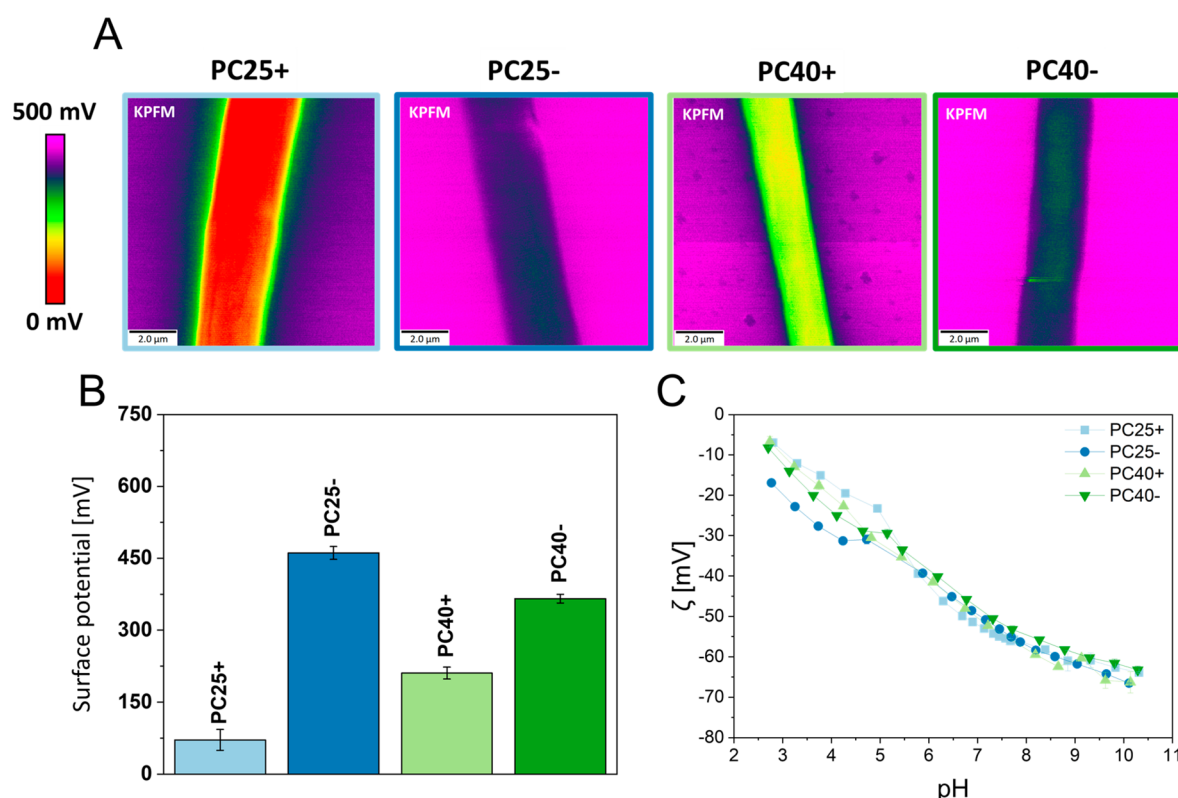 A
PC25+
PC25-
PC40+
PC40-
500 mV
0 mV
KPFM
KPFM
KPFM
KPFM
2.0 µm
2.0 µm
2.0 µm
2.0 µm
B
Surface potential [mV]
750
600
450
300
150
0
PC25+
PC25-
PC40+
PC40-
C
ζ [mV]
0
-10
-20
-30
-40
-50
-60
-70
-80
PC25+
PC25-
PC40+
PC40-
2 3 4 5 6 7 8 9 10 11
pH